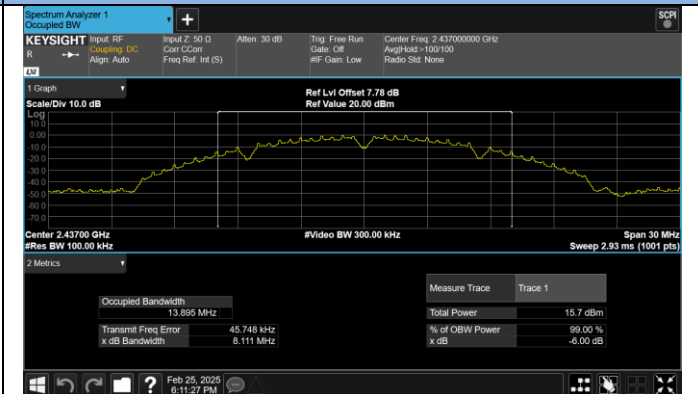 Spectrum Analyzer 1
Occupied BW
+
SCPI
KEYSIGHT
R
LXI
Input: RF
Coupling: DC
Align: Auto
Input Z: 50 Ω
Corr CCorr
Freq Ref: Int (S)
Atten: 30 dB
Trig: Free Run
Gate: Off
#IF Gain: Low
Center Freq: 2.437000000 GHz
Avg|Hold:>100/100
Radio Std: None
1 Graph
Scale/Div 10.0 dB
Ref Lvl Offset 7.78 dB
Ref Value 20.00 dBm
Log
10.0
0.00
-10.0
-20.0
-30.0
-40.0
-50.0
-60.0
-70.0
Center 2.43700 GHz
#Res BW 100.00 kHz
#Video BW 300.00 kHz
Span 30 MHz
Sweep 2.93 ms (1001 pts)
2 Metrics
Measure Trace Trace 1
Occupied Bandwidth
13.895 MHz
Total Power 15.7 dBm
Transmit Freq Error 45.748 kHz
% of OBW Power 99.00 %
x dB Bandwidth 8.111 MHz
x dB -6.00 dB
?
Feb 25, 2025
6:11:27 PM